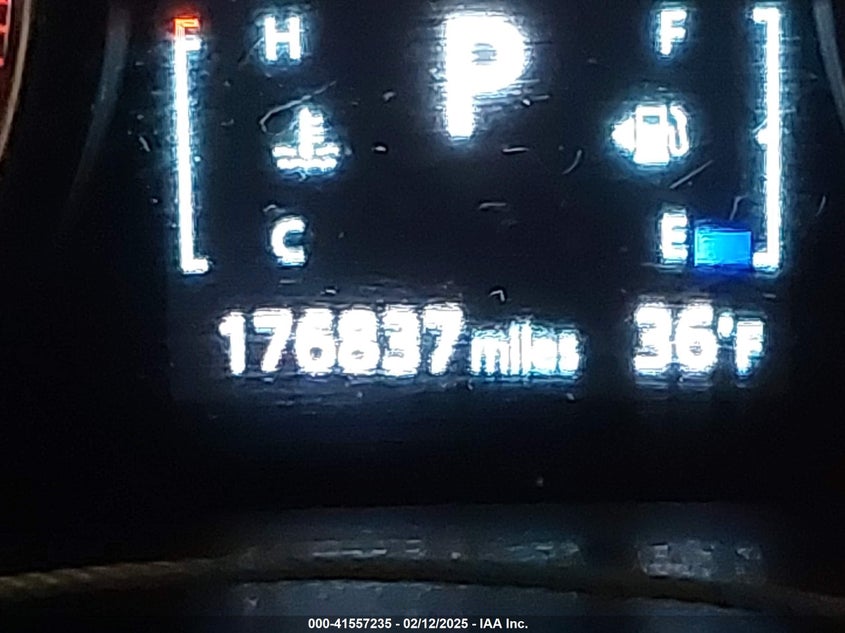 H P F
C E
176837 miles 36°F
000-41557235 - 02/12/2025 - IAA Inc.